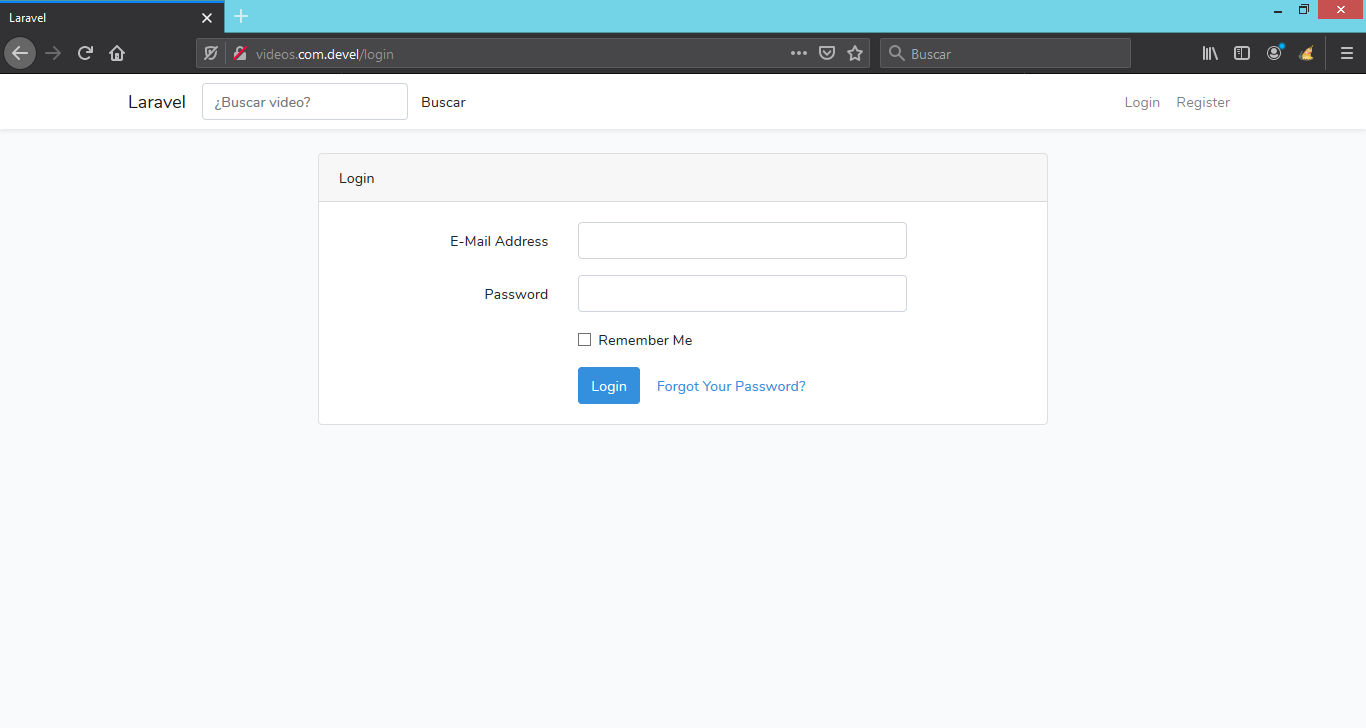 Laravel
videos.com.devel/login
Buscar
Laravel
¿Buscar video?
Buscar
Login
Register
Login
E-Mail Address
Password
Remember Me
Login
Forgot Your Password?